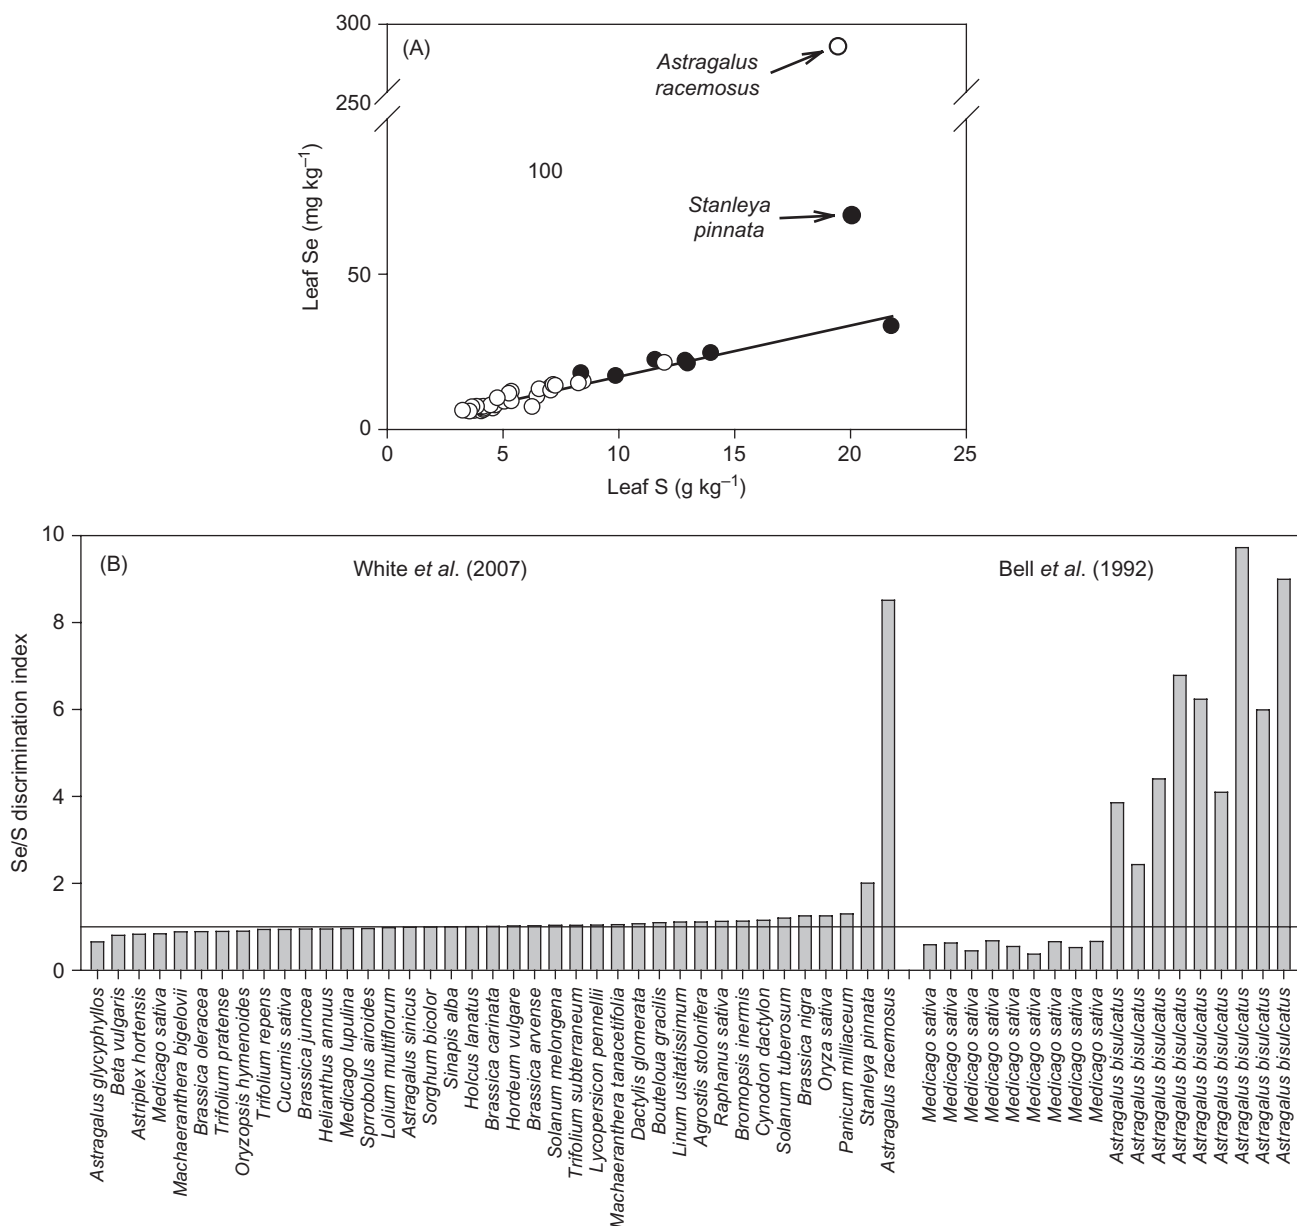 300
(A)
Astragalus
racemosus
250
100
Stanleya
pinnata
50
0
Leaf Se (mg kg⁻¹)
0 5 10 15 20 25
Leaf S (g kg⁻¹)
10
(B)
White et al. (2007)
Bell et al. (1992)
8
6
4
2
0
Se/S discrimination index
Astragalus glycyphyllos
Beta vulgaris
Astriplex hortensis
Medicago sativa
Machaeranthera bigelovii
Brassica oleracea
Trifolium pratense
Oryzopsis hymenoides
Trifolium repens
Cucumis sativa
Brassica juncea
Helianthus annus
Medicago lupulina
Sprrobolus airoides
Lolium multiflorum
Astragalus sinicus
Sorghum bicolor
Sinapis alba
Holcus lanatus
Brassica carinata
Hordeum vulgare
Brassica arvense
Solanum melongena
Trifolium subterraneum
Lycopersicon pennellii
Machaeranthera tanacetifolia
Dactylis glomerata
Bouteloua gracilis
Linum usitatissimum
Agrostis stolonifera
Raphanus sativa
Bromopsis inermis
Cynodon dactylon
Solanum tuberosum
Brassica nigra
Oryza sativa
Panicum milliaceum
Stanleya pinnata
Astragalus racemosus
Medicago sativa
Medicago sativa
Medicago sativa
Medicago sativa
Medicago sativa
Medicago sativa
Medicago sativa
Medicago sativa
Medicago sativa
Astragalus bisulcatus
Astragalus bisulcatus
Astragalus bisulcatus
Astragalus bisulcatus
Astragalus bisulcatus
Astragalus bisulcatus
Astragalus bisulcatus
Astragalus bisulcatus
Astragalus bisulcatus